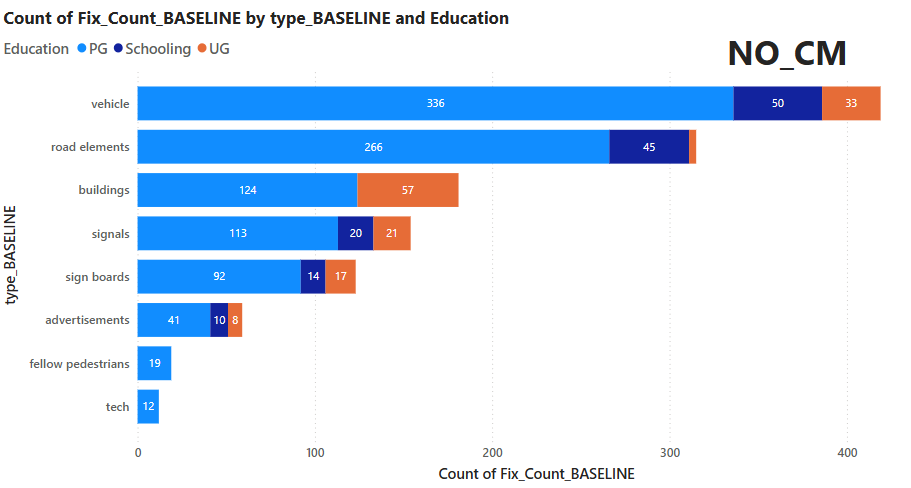 Count of Fix_Count_BASELINE by type_BASELINE and Education
Education PG Schooling UG
NO_CM
vehicle 336 50 33
road elements 266 45
buildings 124 57
signals 113 20 21
sign boards 92 14 17
advertisements 41 10 8
fellow pedestrians 19
tech 12
type_BASELINE
0 100 200 300 400
Count of Fix_Count_BASELINE